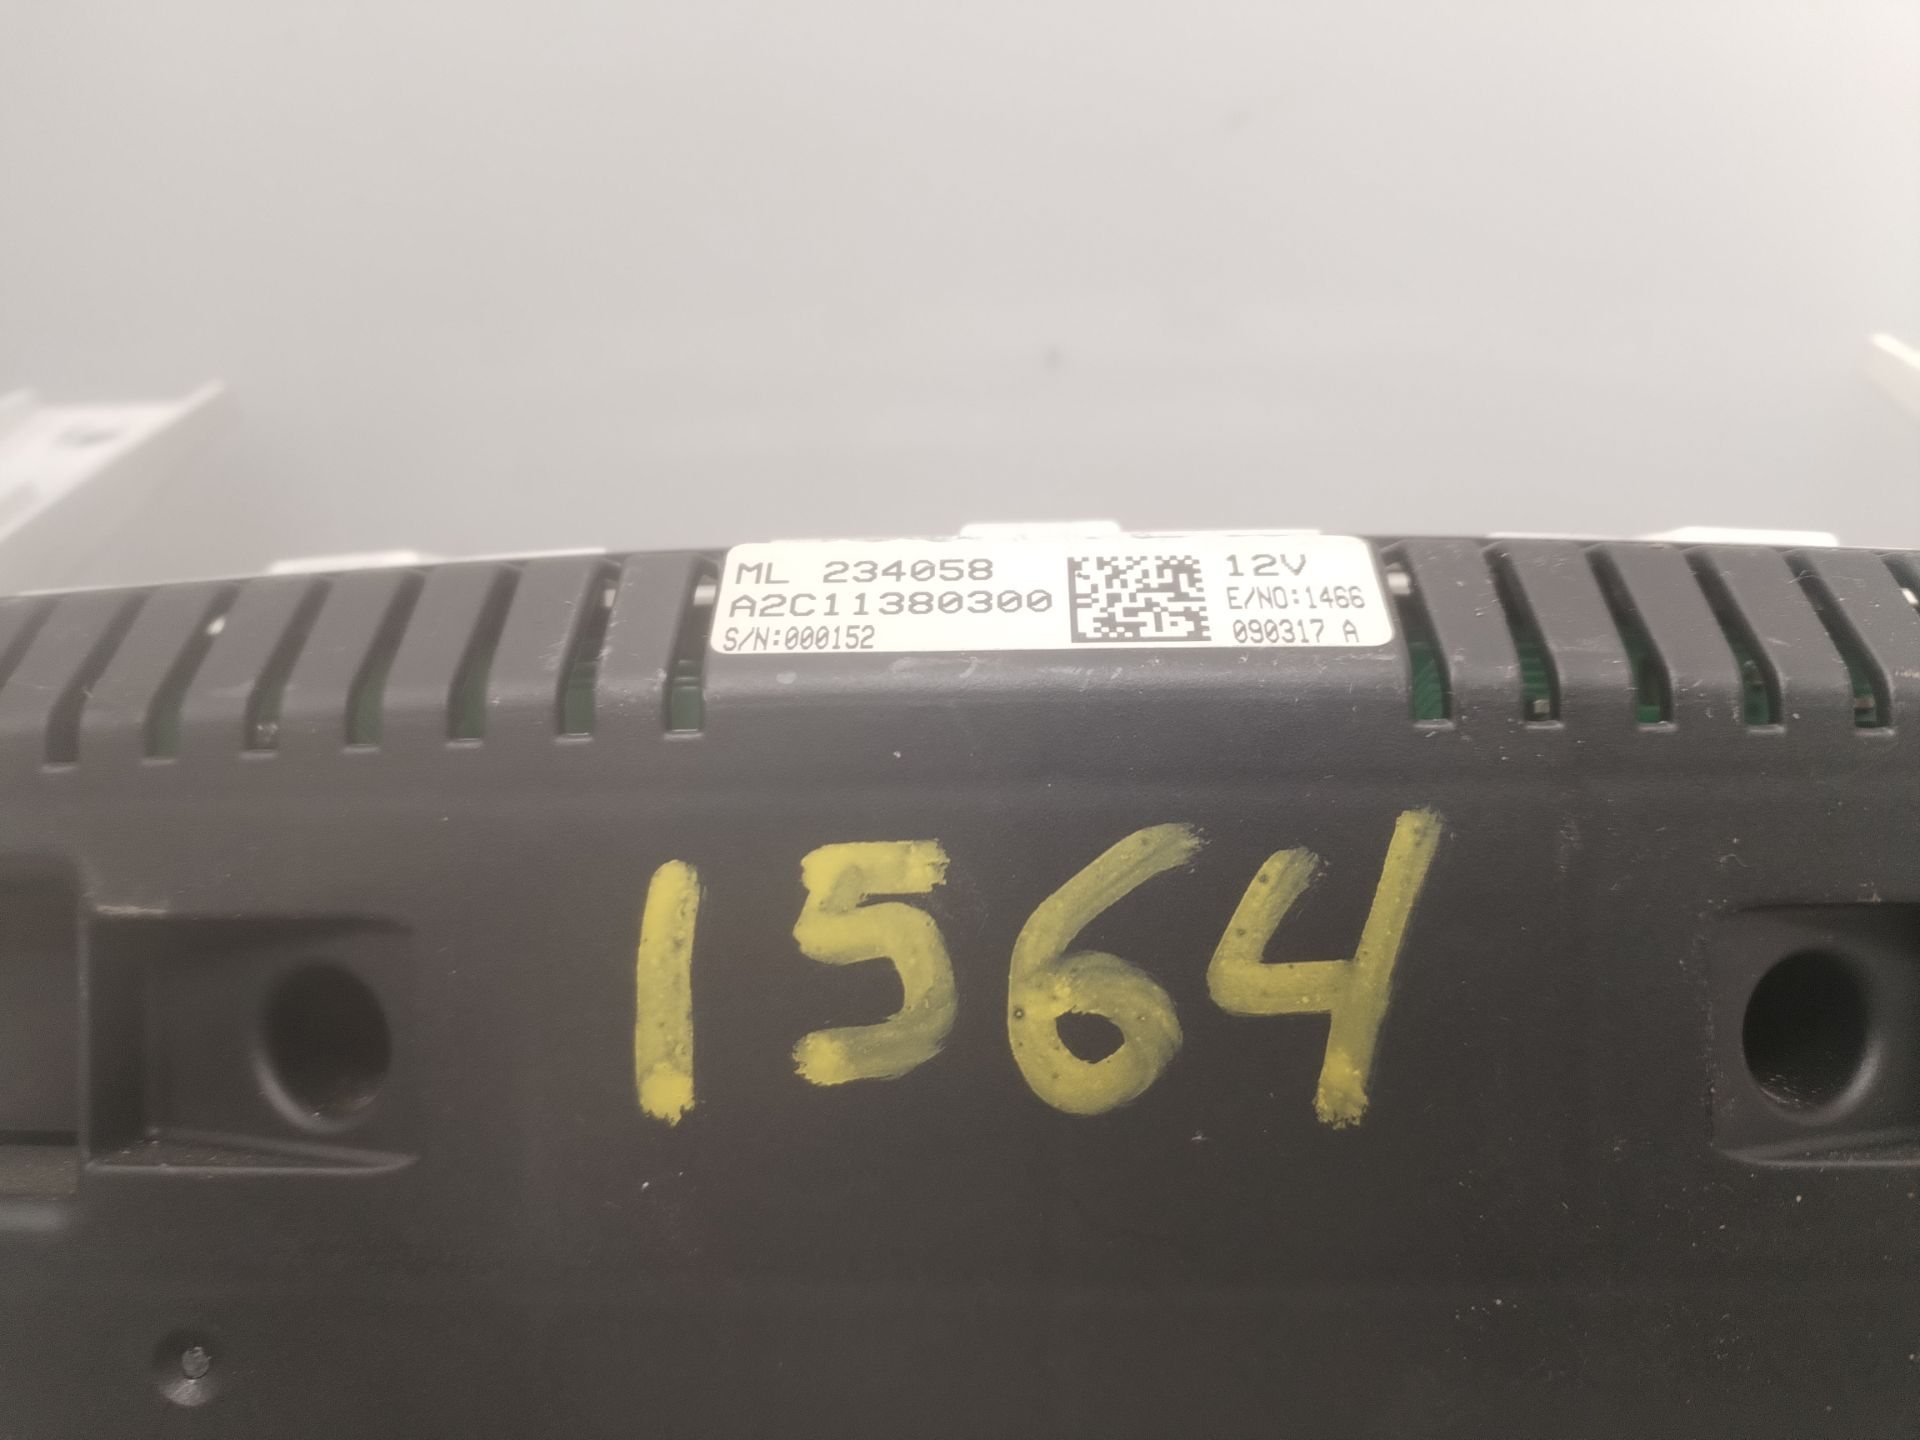 ML 234058
A2C11380300
S/N:000152
12V
E/NO:1466
090317 A
1564